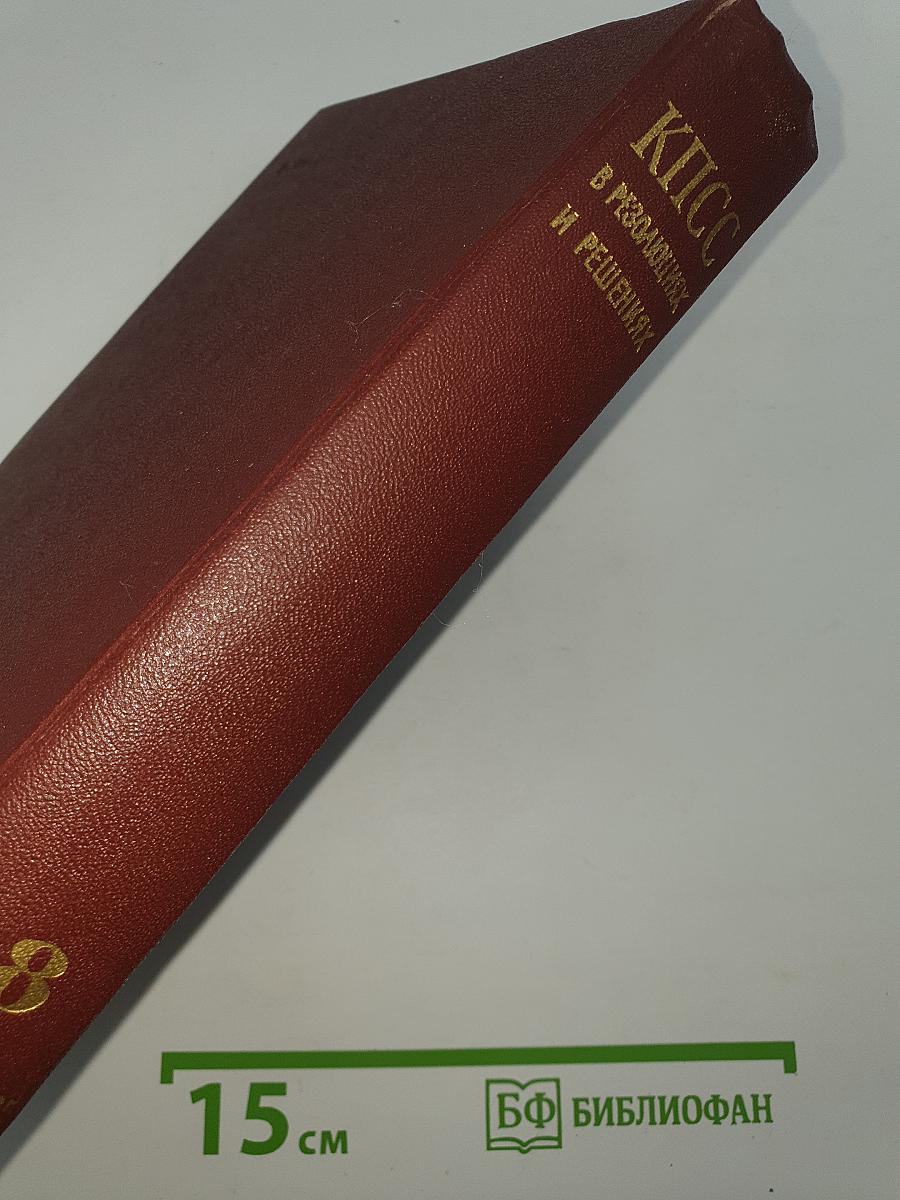 КПСС
В РЕЗОЛЮЦИЯХ
И РЕШЕНИЯХ
8
15 см
БФ БИБЛИОФАН